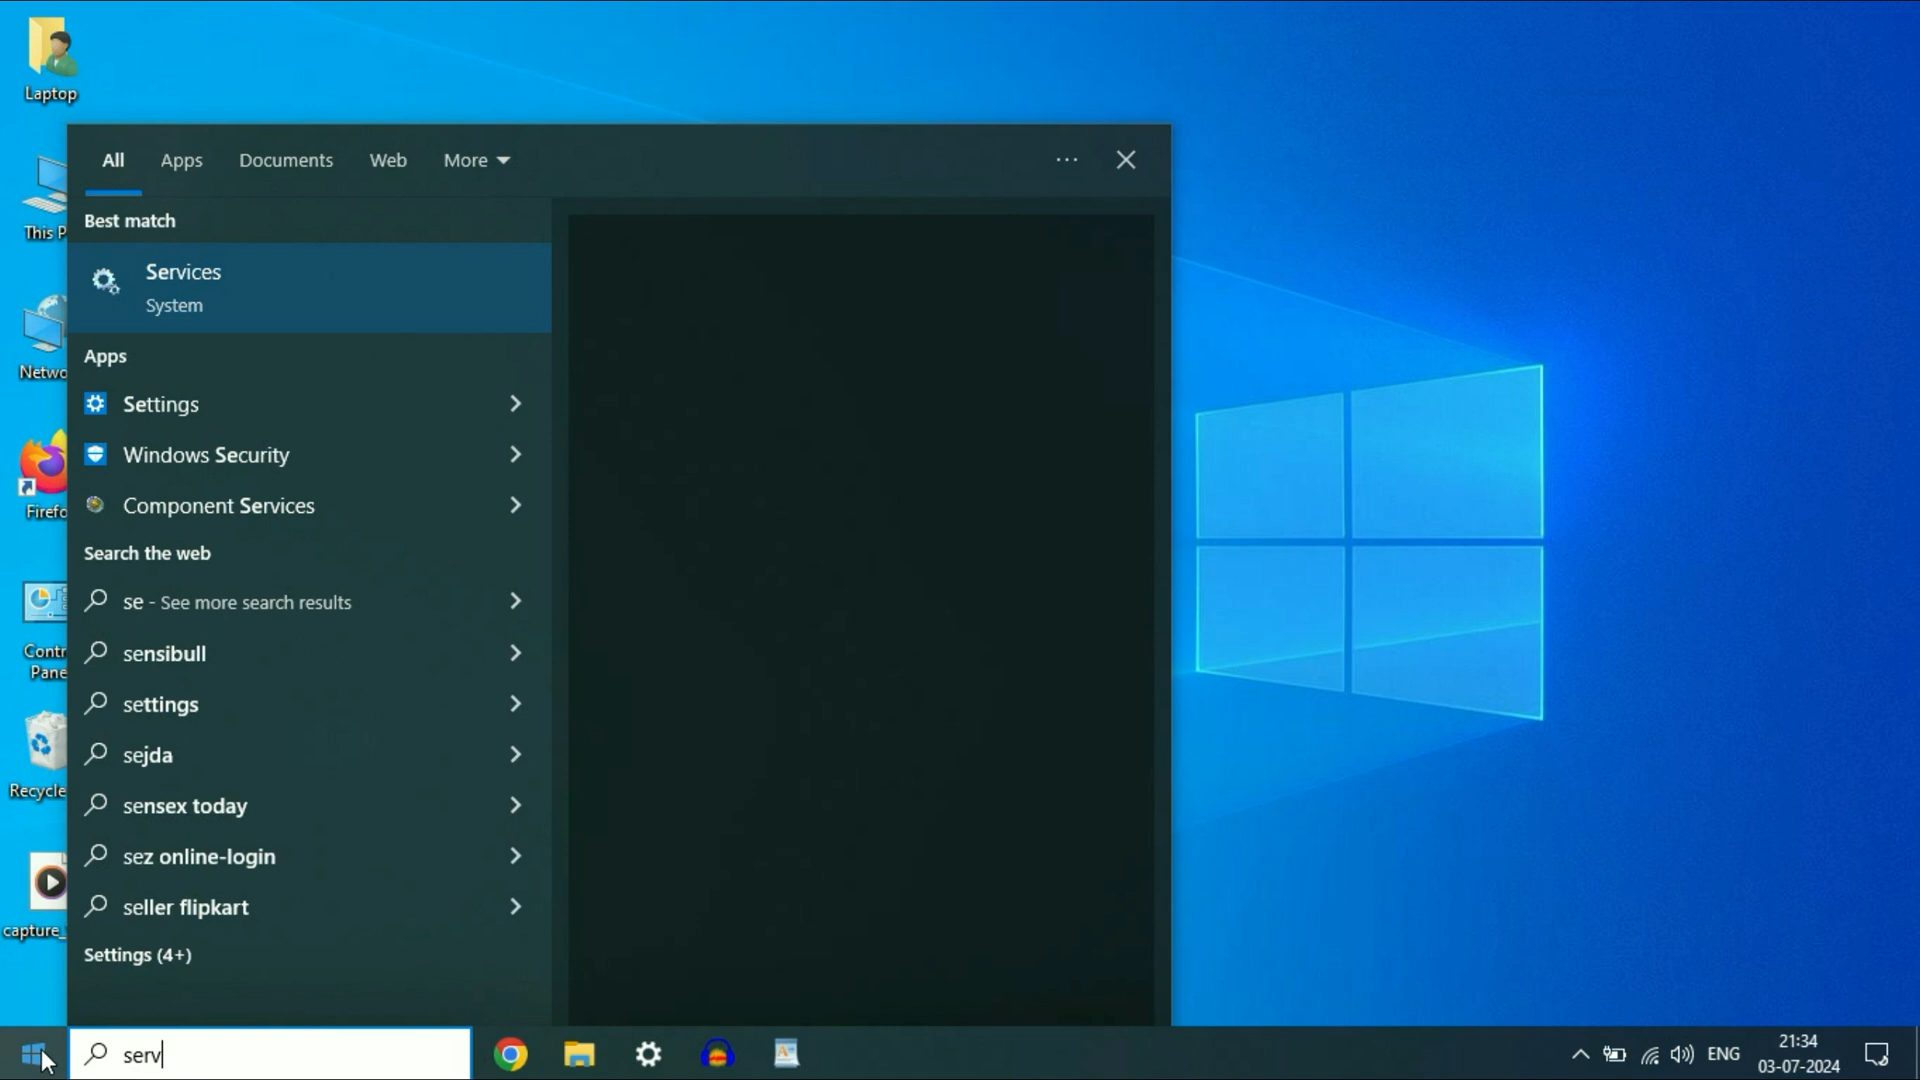 Laptop
All Apps Documents Web More
Best match
This P
Services
System
Apps
Netwo
Settings
Windows Security
Component Services
Firefo
Search the web
se - See more search results
Contr
Pane
sensibull
settings
sejda
Recycle
sensex today
sez online-login
seller flipkart
capture_
Settings (4+)
serv
ENG
21:34
03-07-2024